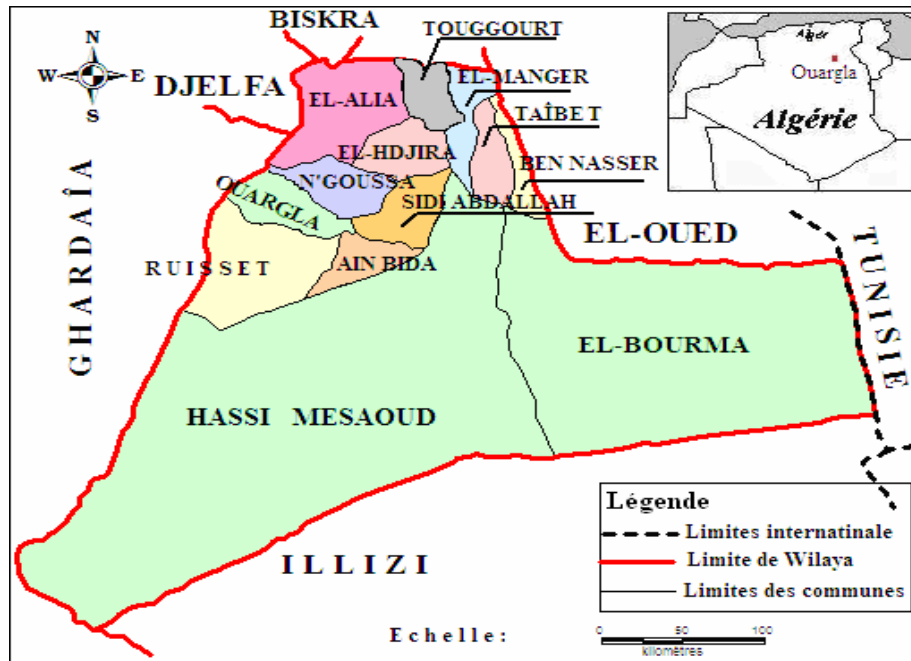 BISKRA
TOUGGOURT
N
W E
S
DJELFA
EL-ALIA
EL-MANGER
TAÎBET
EL-HDJIRA
BEN NASSER
N'GOUSSA
OUARGLA
SIDI ABDALLAH
EL-OUED
RUISSET
AIN BIDA
GHARDAÎA
TUNISIE
EL-BOURMA
HASSI MESAOUD
ILLIZI
Alger
Ouargla
Algérie
Légende
Limites internatinale
Limite de Wilaya
Limites des communes
Echelle:
0 50 100
kilomètres